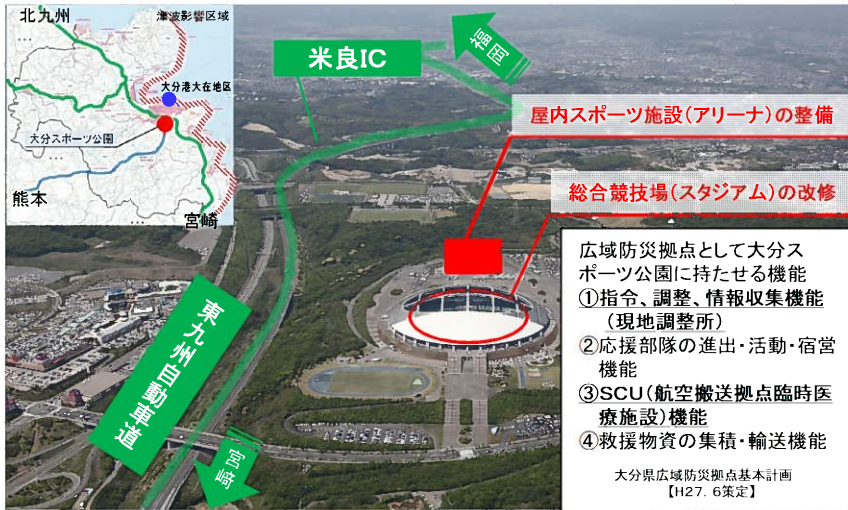 北九州
津波影響区域
大分港大在地区
大分スポーツ公園
熊本
宮崎
米良IC
福岡
屋内スポーツ施設(アリーナ)の整備
総合競技場(スタジアム)の改修
東九州自動車道
宮崎
広域防災拠点として大分ス
ポーツ公園に持たせる機能
①指令、調整、情報収集機能
(現地調整所)
②応援部隊の進出・活動・宿営
機能
③SCU(航空搬送拠点臨時医
療施設)機能
④救援物資の集積・輸送機能
大分県広域防災拠点基本計画
【H27. 6策定】